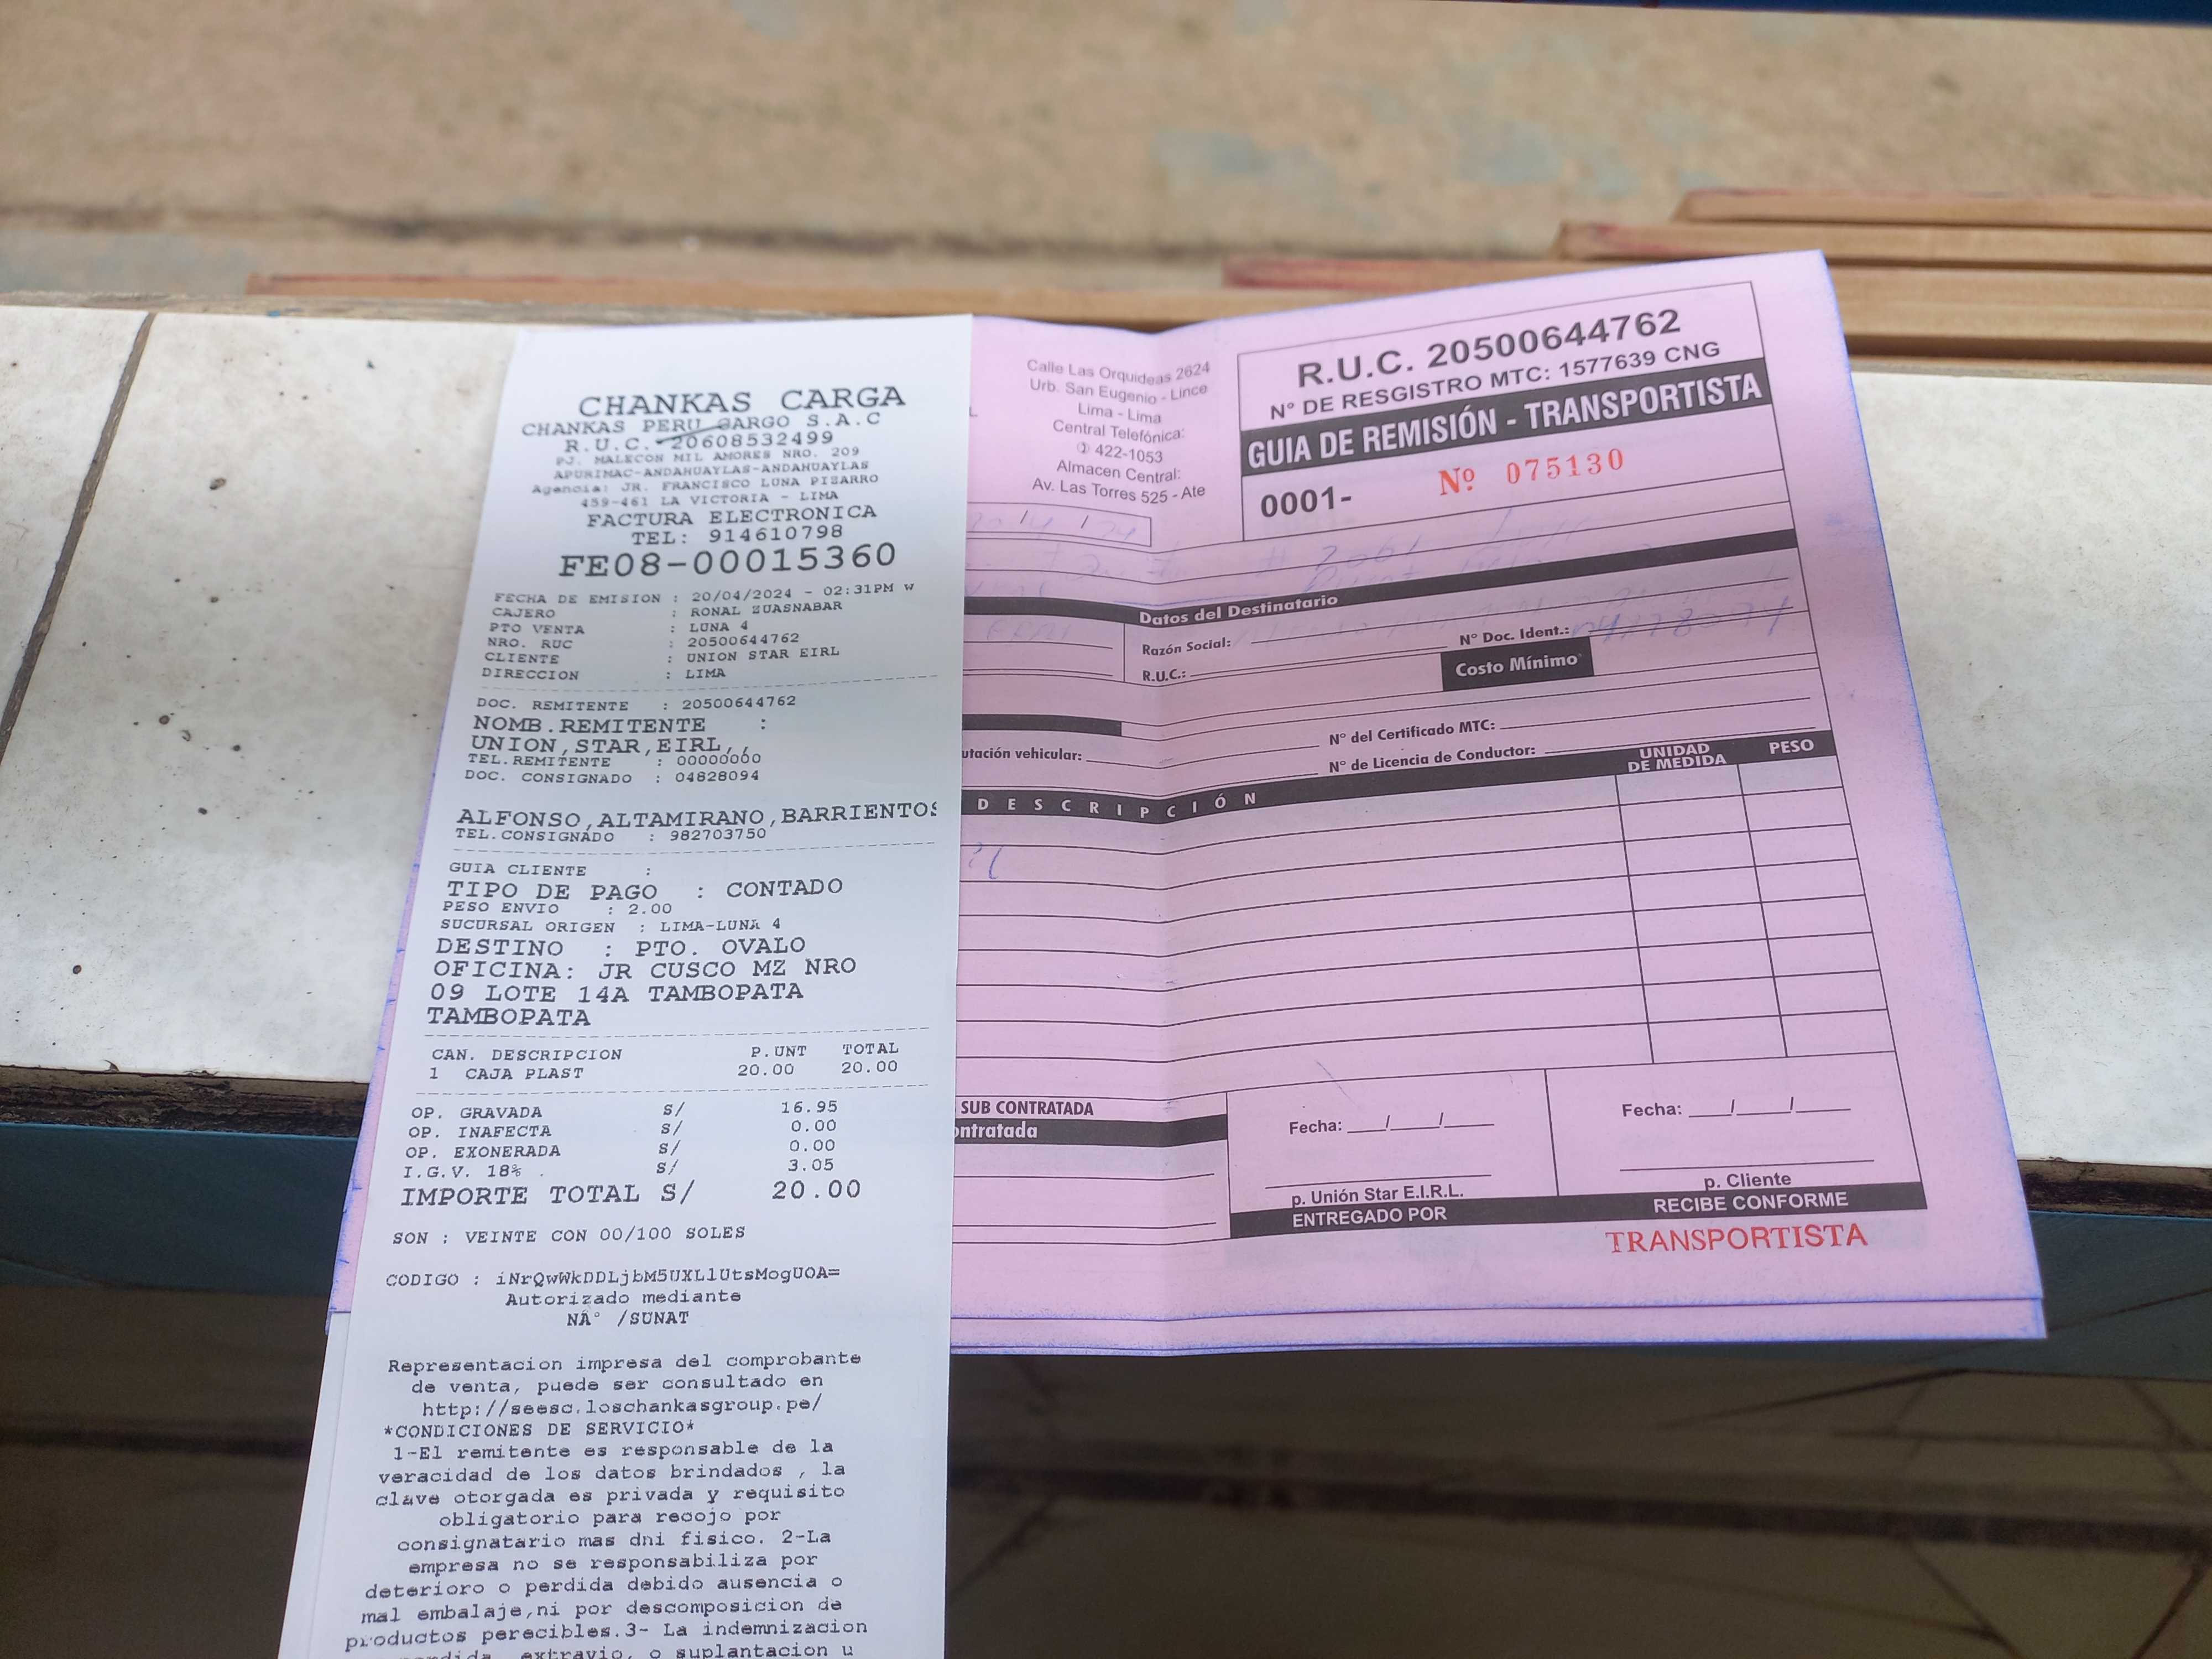 CHANKAS CARGA
CHANKAS PERU CARGO S.A.C
R.U.C. 20608532499
PJ. MALECON MIL AMORES NRO. 209
APURIMAC-ANDAHUAYLAS-ANDAHUAYLAS
Agencia: JR. FRANCISCO LUNA PIZARRO
459-461 LA VICTORIA - LIMA
FACTURA ELECTRONICA
TEL: 914610798
FE08-00015360
FECHA DE EMISION : 20/04/2024 - 02:31PM W
CAJERO : RONAL ZUASNABAR
PTO VENTA : LUNA 4
NRO. RUC : 20500644762
CLIENTE : UNION STAR EIRL
DIRECCION : LIMA
DOC. REMITENTE : 20500644762
NOMB.REMITENTE :
UNION,STAR,EIRL,,
TEL.REMITENTE : 00000000
DOC. CONSIGNADO : 04828094
ALFONSO,ALTAMIRANO,BARRIENTOS
TEL.CONSIGNADO : 982703750
GUIA CLIENTE :
TIPO DE PAGO : CONTADO
PESO ENVIO : 2.00
SUCURSAL ORIGEN : LIMA-LUNA 4
DESTINO : PTO. OVALO
OFICINA: JR CUSCO MZ NRO
09 LOTE 14A TAMBOPATA
TAMBOPATA
CAN. DESCRIPCION P.UNT TOTAL
1 CAJA PLAST 20.00 20.00
OP. GRAVADA S/ 16.95
OP. INAFECTA S/ 0.00
OP. EXONERADA S/ 0.00
I.G.V. 18% . S/ 3.05
IMPORTE TOTAL S/ 20.00
SON : VEINTE CON 00/100 SOLES
CODIGO : iNrQwWkDDLjbM5UXLlUtsMogUOA=
Autorizado mediante
NÂ° /SUNAT
Representacion impresa del comprobante
de venta, puede ser consultado en
http://seesc.loschankasgroup.pe/
*CONDICIONES DE SERVICIO*
1-El remitente es responsable de la
veracidad de los datos brindados , la
clave otorgada es privada y requisito
obligatorio para recojo por
consignatario mas dni fisico. 2-La
empresa no se responsabiliza por
deterioro o perdida debido ausencia o
mal embalaje,ni por descomposicion de
productos perecibles.3- La indemnizacion
extravio, o suplantacion u
Calle Las Orquideas 2624
Urb. San Eugenio - Lince
Lima - Lima
Central Telefónica:
✆ 422-1053
Almacen Central:
Av. Las Torres 525 - Ate
R.U.C. 20500644762
N° DE RESGISTRO MTC: 1577639 CNG
GUIA DE REMISIÓN - TRANSPORTISTA
0001- Nº 075130
Datos del Destinatario
Razón Social:
N° Doc. Ident.:
R.U.C.:
Costo Mínimo
utación vehicular:
N° del Certificado MTC:
N° de Licencia de Conductor:
DESCRIPCIÓN
UNIDAD DE MEDIDA
PESO
SUB CONTRATADA
ontratada
Fecha: ___/___/___
p. Unión Star E.I.R.L.
ENTREGADO POR
Fecha: ___/___/___
p. Cliente
RECIBE CONFORME
TRANSPORTISTA